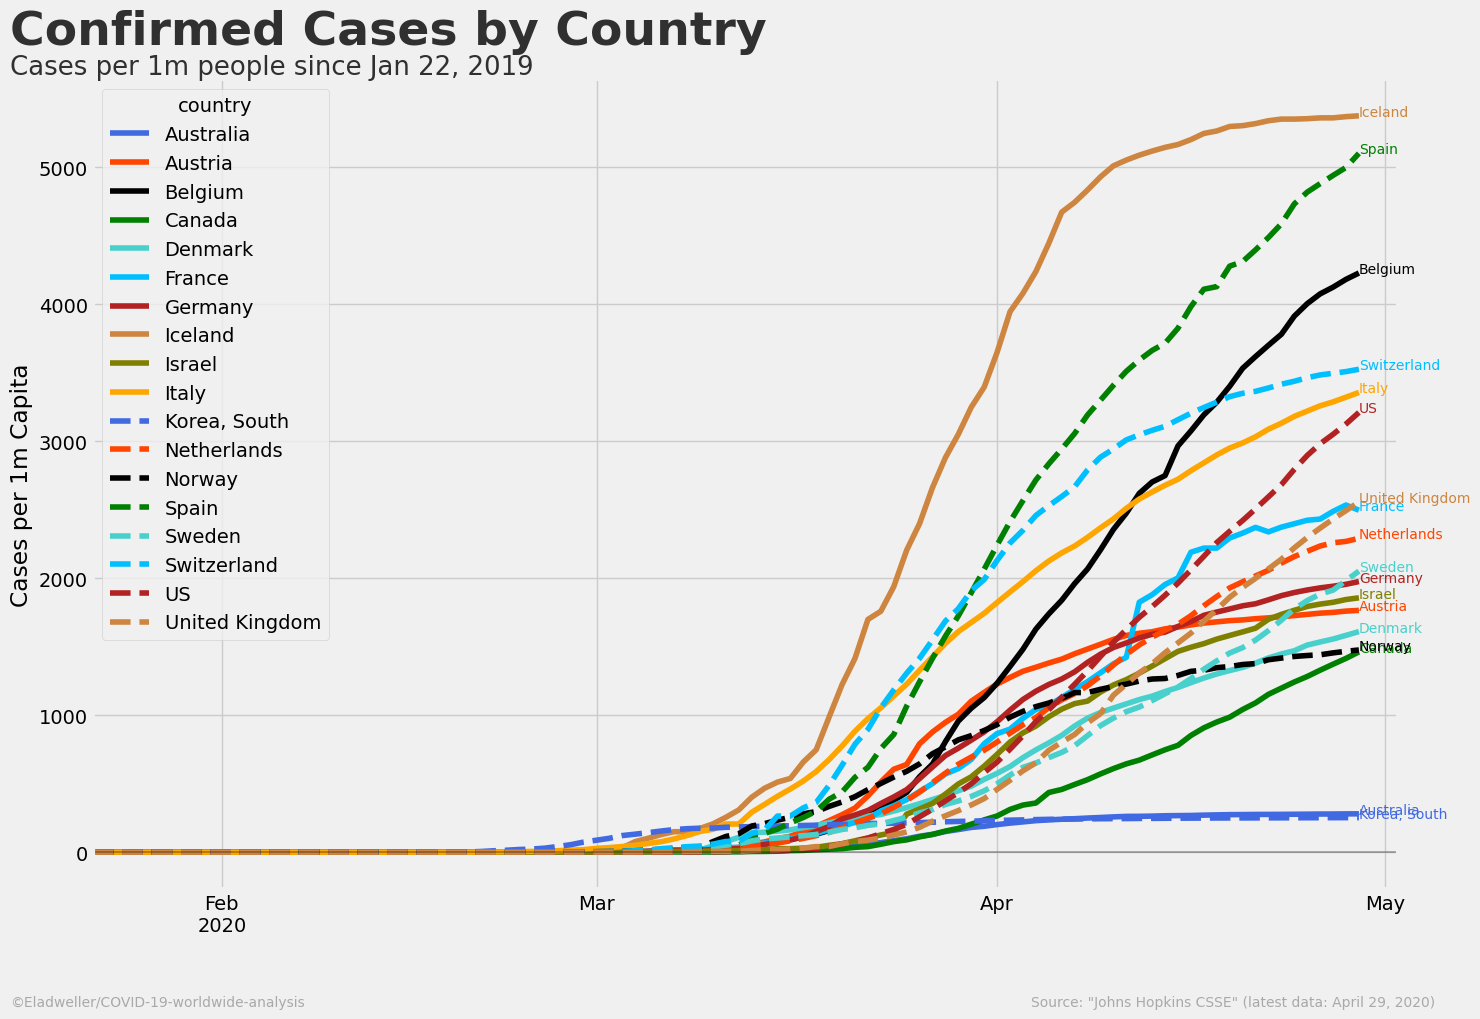 Confirmed Cases by Country
Cases per 1m people since Jan 22, 2019
country
Australia
Austria
Belgium
Canada
Denmark
France
Germany
Iceland
Israel
Italy
Korea, South
Netherlands
Norway
Spain
Sweden
Switzerland
US
United Kingdom
Cases per 1m Capita
5000
4000
3000
2000
1000
0
Iceland
Spain
Belgium
Switzerland
Italy
US
United Kingdom
France
Netherlands
Sweden
Germany
Israel
Austria
Denmark
Norway
Canada
Australia
Korea, South
Feb
2020
Mar
Apr
May
©Eladweller/COVID-19-worldwide-analysis
Source: "Johns Hopkins CSSE" (latest data: April 29, 2020)